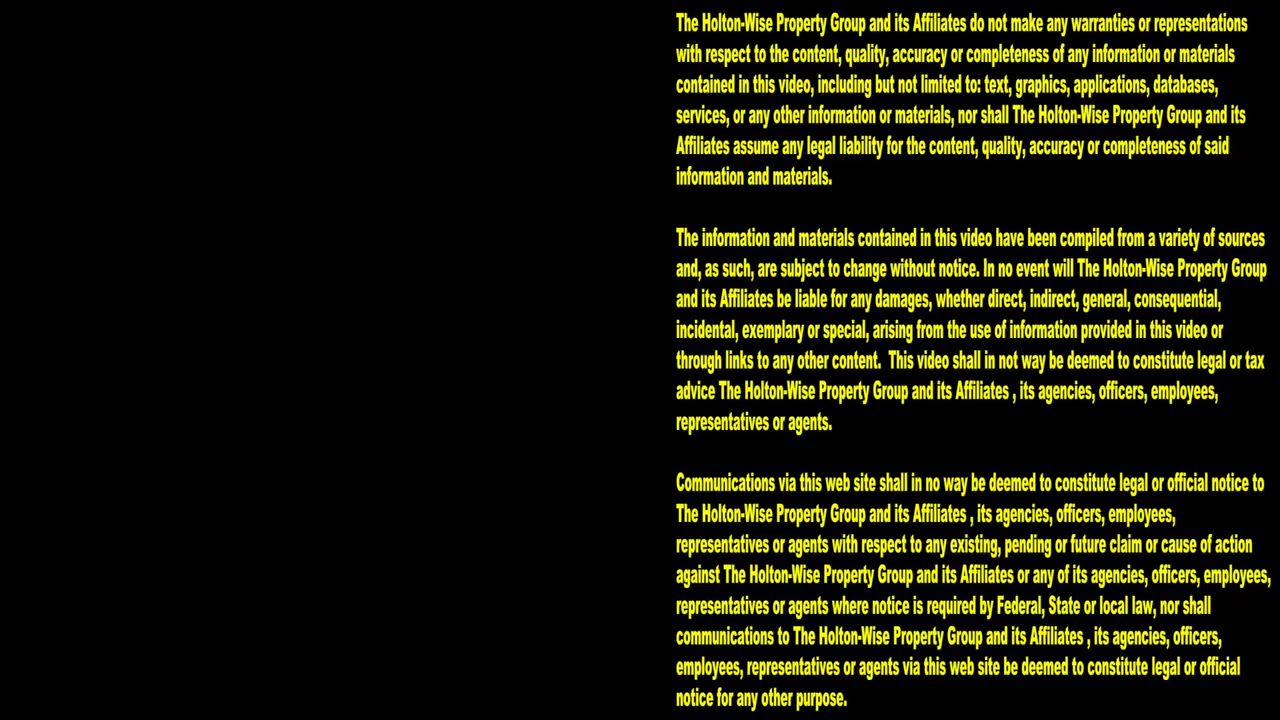 The Holton-Wise Property Group and its Affiliates do not make any warranties or representations
with respect to the content, quality, accuracy or completeness of any information or materials
contained in this video, including but not limited to: text, graphics, applications, databases,
services, or any other information or materials, nor shall The Holton-Wise Property Group and its
Affiliates assume any legal liability for the content, quality, accuracy or completeness of said
information and materials.
The information and materials contained in this video have been compiled from a variety of sources
and, as such, are subject to change without notice. In no event will The Holton-Wise Property Group
and its Affiliates be liable for any damages, whether direct, indirect, general, consequential,
incidental, exemplary or special, arising from the use of information provided in this video or
through links to any other content.  This video shall in not way be deemed to constitute legal or tax
advice The Holton-Wise Property Group and its Affiliates , its agencies, officers, employees,
representatives or agents.
Communications via this web site shall in no way be deemed to constitute legal or official notice to
The Holton-Wise Property Group and its Affiliates , its agencies, officers, employees,
representatives or agents with respect to any existing, pending or future claim or cause of action
against The Holton-Wise Property Group and its Affiliates or any of its agencies, officers, employees,
representatives or agents where notice is required by Federal, State or local law, nor shall
communications to The Holton-Wise Property Group and its Affiliates , its agencies, officers,
employees, representatives or agents via this web site be deemed to constitute legal or official
notice for any other purpose.